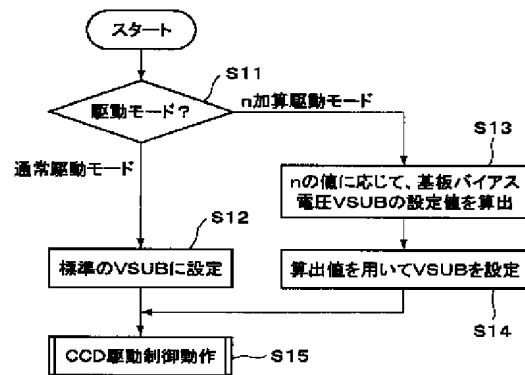 スタート
S11
駆動モード?
n加算駆動モード
通常駆動モード
S13
nの値に応じて、基板バイアス
電圧VSUBの設定値を算出
S12
標準のVSUBに設定
算出値を用いてVSUBを設定
S14
CCD駆動制御動作
S15